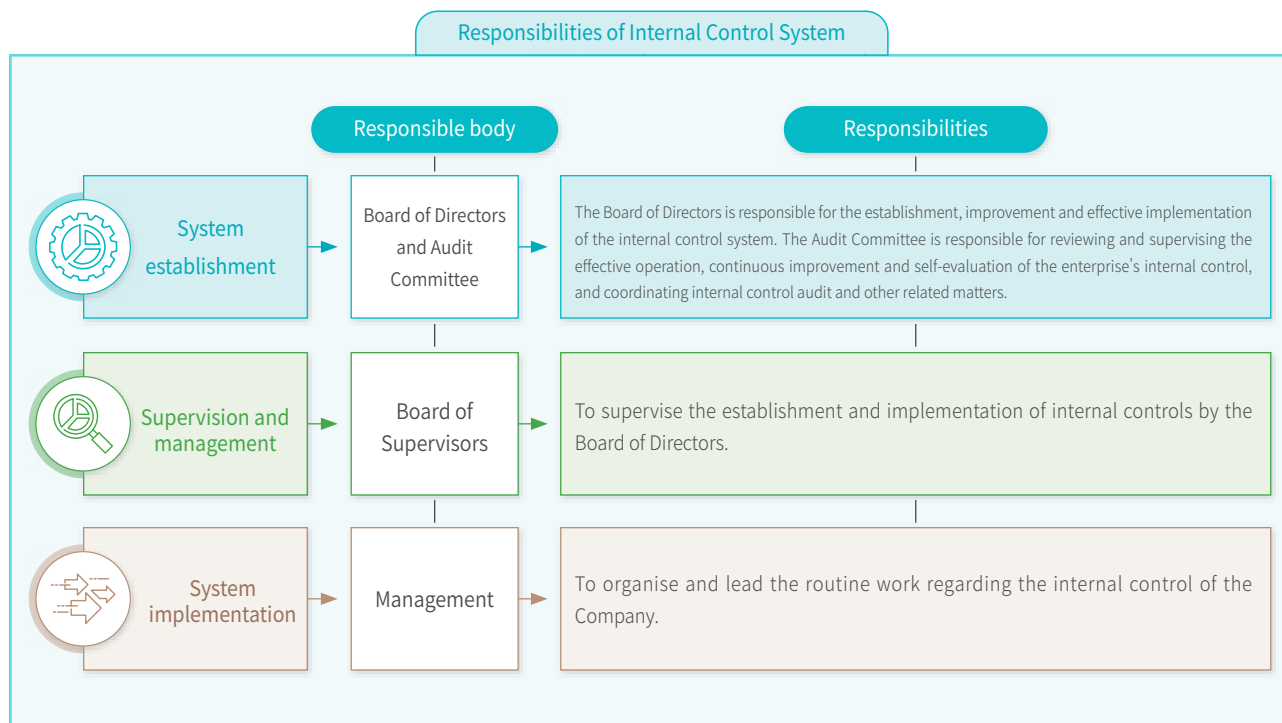 Responsibilities of Internal Control System
Responsible body
Responsibilities
System
establishment
Board of Directors
and Audit
Committee
The Board of Directors is responsible for the establishment, improvement and effective implementation
of the internal control system. The Audit Committee is responsible for reviewing and supervising the
effective operation, continuous improvement and self-evaluation of the enterprise's internal control,
and coordinating internal control audit and other related matters.
Supervision and
management
Board of
Supervisors
To supervise the establishment and implementation of internal controls by the
Board of Directors.
System
implementation
Management
To organise and lead the routine work regarding the internal control of the
Company.